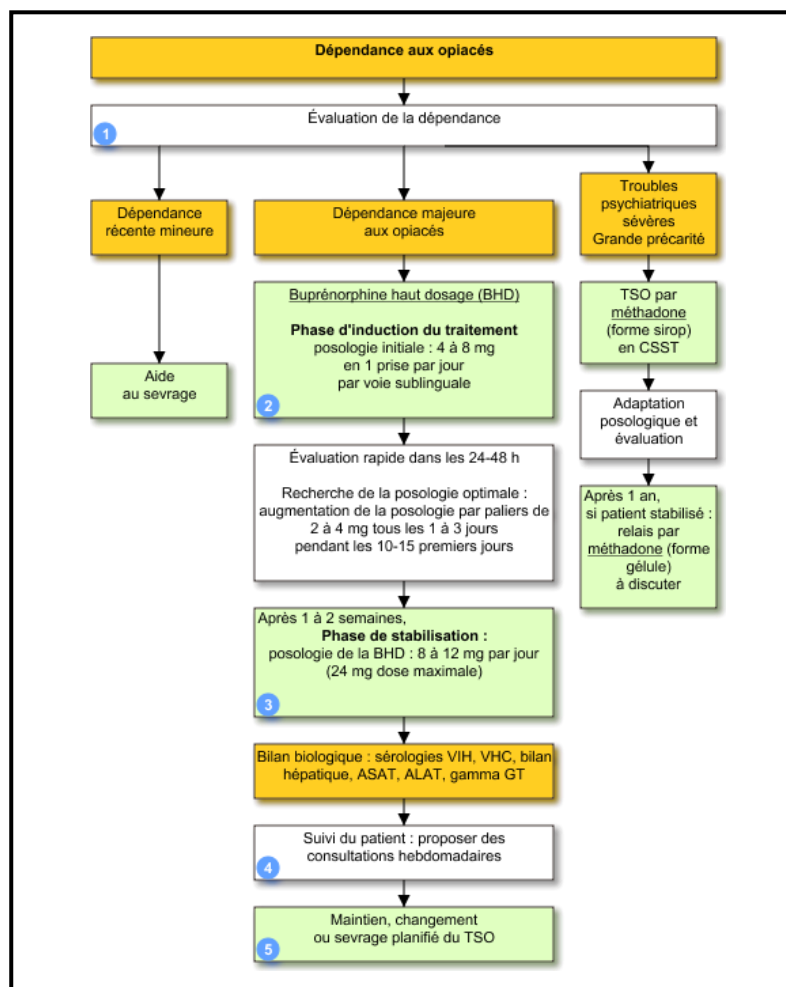 Dépendance aux opiacés
Évaluation de la dépendance
1
Dépendance
récente mineure
Dépendance majeure
aux opiacés
Troubles
psychiatriques
sévères
Grande précarité
Aide
au sevrage
Buprénorphine haut dosage (BHD)
Phase d'induction du traitement
posologie initiale : 4 à 8 mg
en 1 prise par jour
par voie sublinguale
2
TSO par
méthadone
(forme sirop)
en CSST
Adaptation
posologique et
évaluation
Évaluation rapide dans les 24-48 h
Recherche de la posologie optimale :
augmentation de la posologie par paliers de
2 à 4 mg tous les 1 à 3 jours
pendant les 10-15 premiers jours
Après 1 an,
si patient stabilisé :
relais par
méthadone (forme
gélule)
à discuter
Après 1 à 2 semaines,
Phase de stabilisation :
posologie de la BHD : 8 à 12 mg par jour
(24 mg dose maximale)
3
Bilan biologique : sérologies VIH, VHC, bilan
hépatique, ASAT, ALAT, gamma GT
Suivi du patient : proposer des
consultations hebdomadaires
4
Maintien, changement
ou sevrage planifié du TSO
5